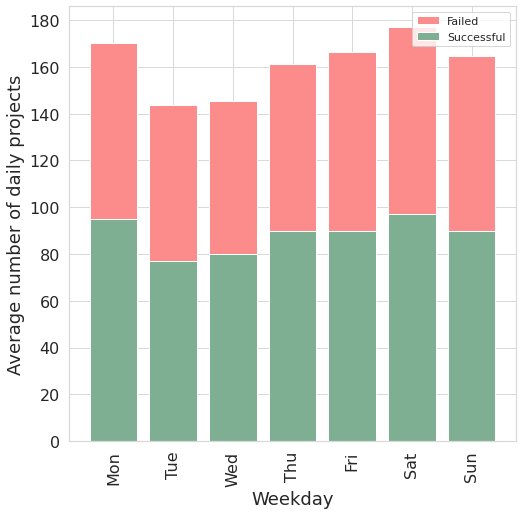 Failed
Successful
180
160
140
120
100
80
60
40
20
0
Average number of daily projects
Mon
Tue
Wed
Thu
Fri
Sat
Sun
Weekday